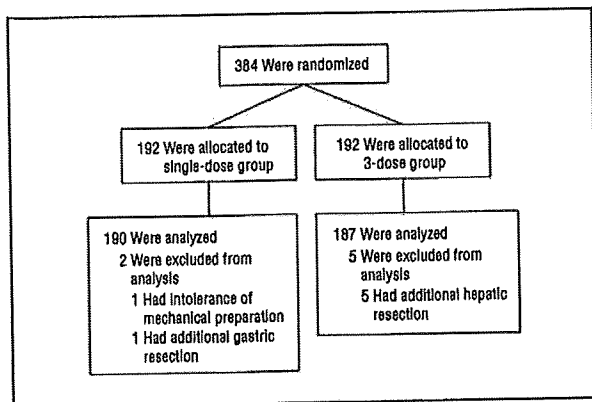 384 Were randomized
192 Were allocated to
single-dose group
192 Were allocated to
3-dose group
190 Were analyzed
2 Were excluded from
analysis
1 Had intolerance of
mechanical preparation
1 Had additional gastric
resection
187 Were analyzed
5 Were excluded from
analysis
5 Had additional hepatic
resection